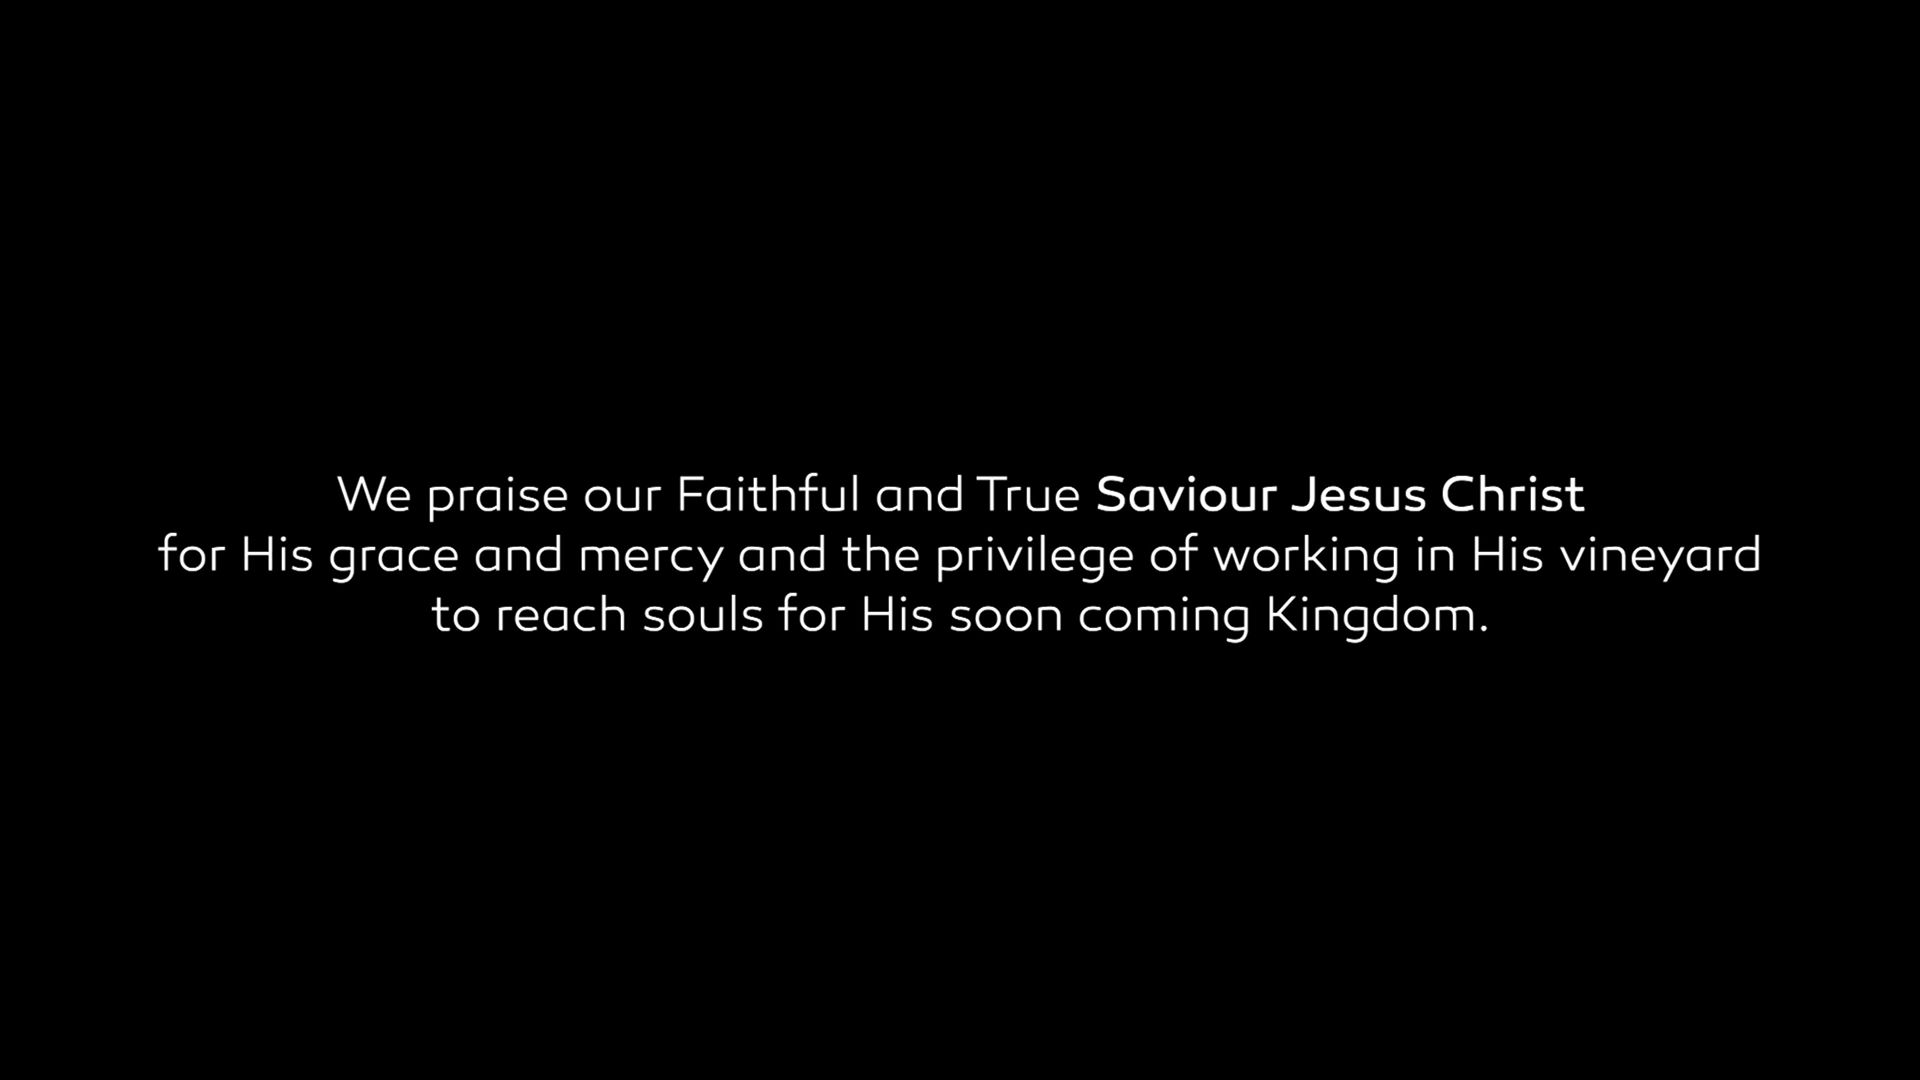 We praise our Faithful and True Saviour Jesus Christ
for His grace and mercy and the privilege of working in His vineyard
to reach souls for His soon coming Kingdom.